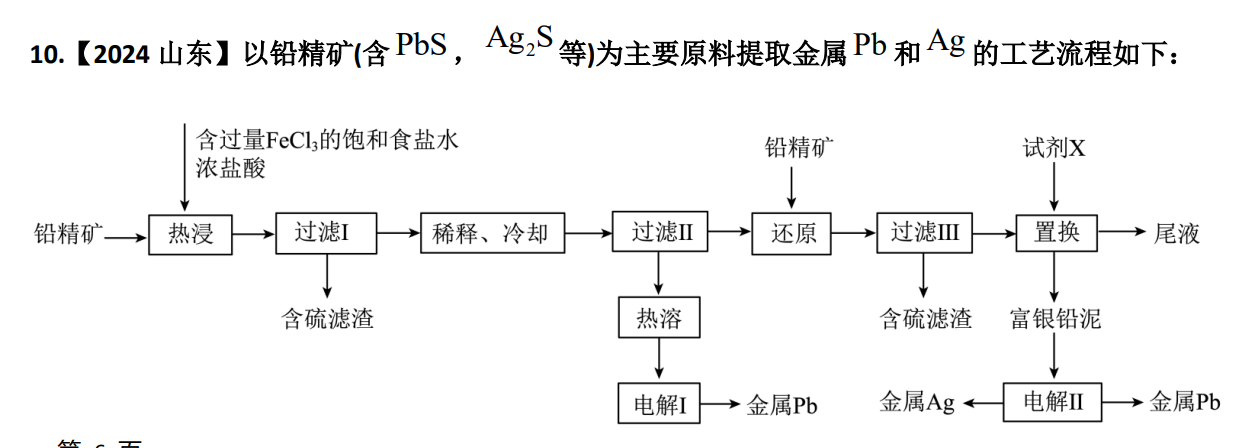 10.【2024 山东】以铅精矿(含 PbS ， Ag₂S 等)为主要原料提取金属 Pb 和 Ag 的工艺流程如下：
含过量FeCl₃的饱和食盐水
浓盐酸
铅精矿
试剂X
铅精矿
热浸
过滤Ⅰ
稀释、冷却
过滤Ⅱ
还原
过滤Ⅲ
置换
尾液
含硫滤渣
热溶
含硫滤渣
富银铅泥
电解Ⅰ
金属Pb
金属Ag
电解Ⅱ
金属Pb